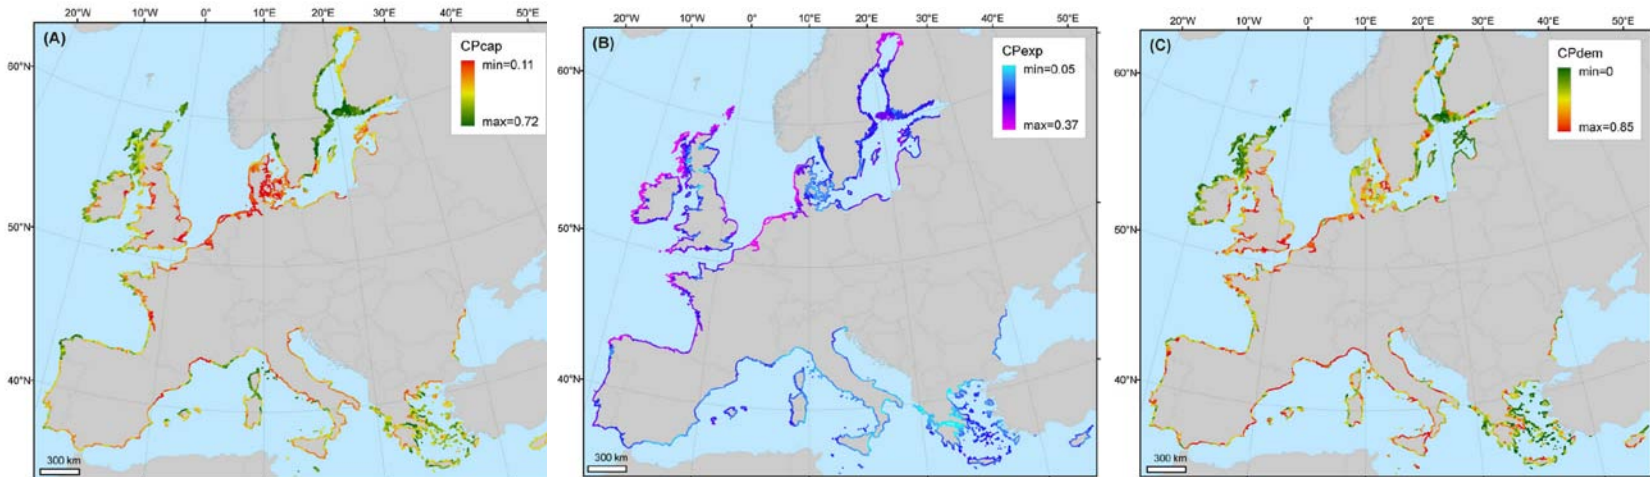 20°W 10°W 0°E 10°E 20°E 30°E 40°E 50°E
(A)
CPcap
min=0.11
max=0.72
60°N
50°N
40°N
300 km
20°W 10°W 0°E 10°E 20°E 30°E 40°E 50°E
(B)
CPexp
min=0.05
max=0.37
60°N
50°N
40°N
300 km
20°W 10°W 0°E 10°E 20°E 30°E 40°E 50°E
(C)
CPdem
min=0
max=0.85
60°N
50°N
40°N
300 km